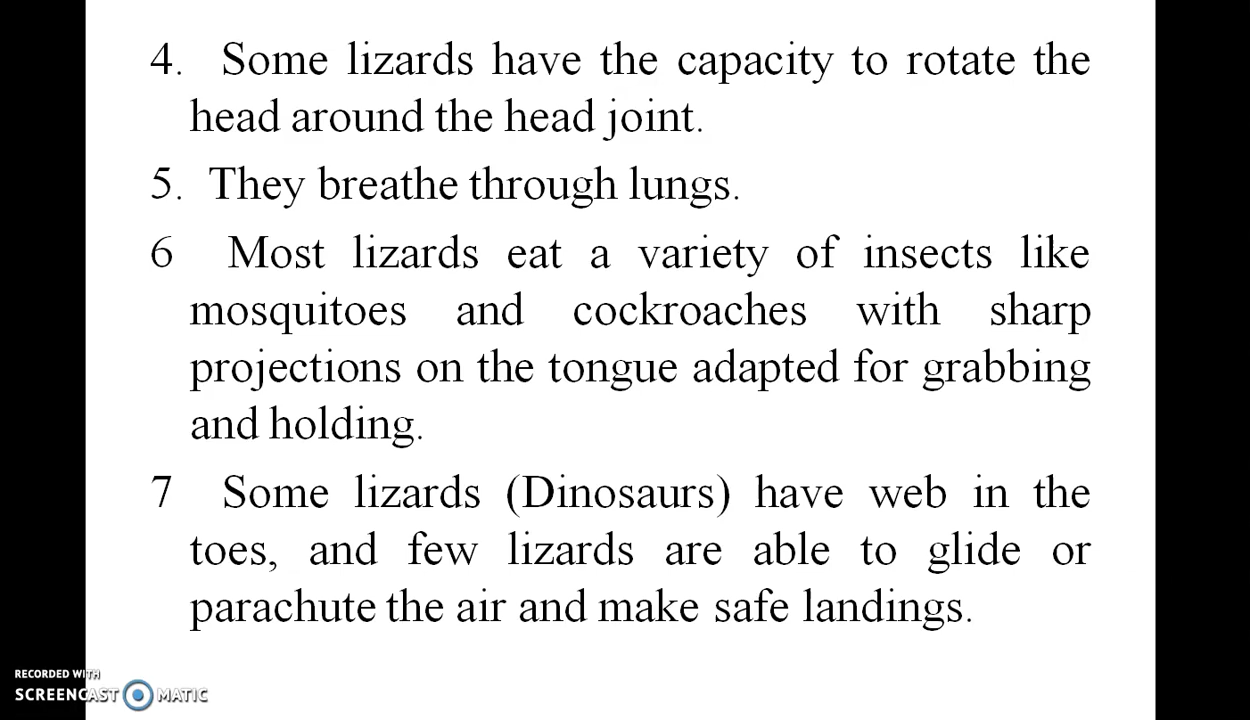 4. Some lizards have the capacity to rotate the
head around the head joint.
5. They breathe through lungs.
6 Most lizards eat a variety of insects like
mosquitoes and cockroaches with sharp
projections on the tongue adapted for grabbing
and holding.
7 Some lizards (Dinosaurs) have web in the
toes, and few lizards are able to glide or
parachute the air and make safe landings.
RECORDED WITH
SCREENCAST MATIC